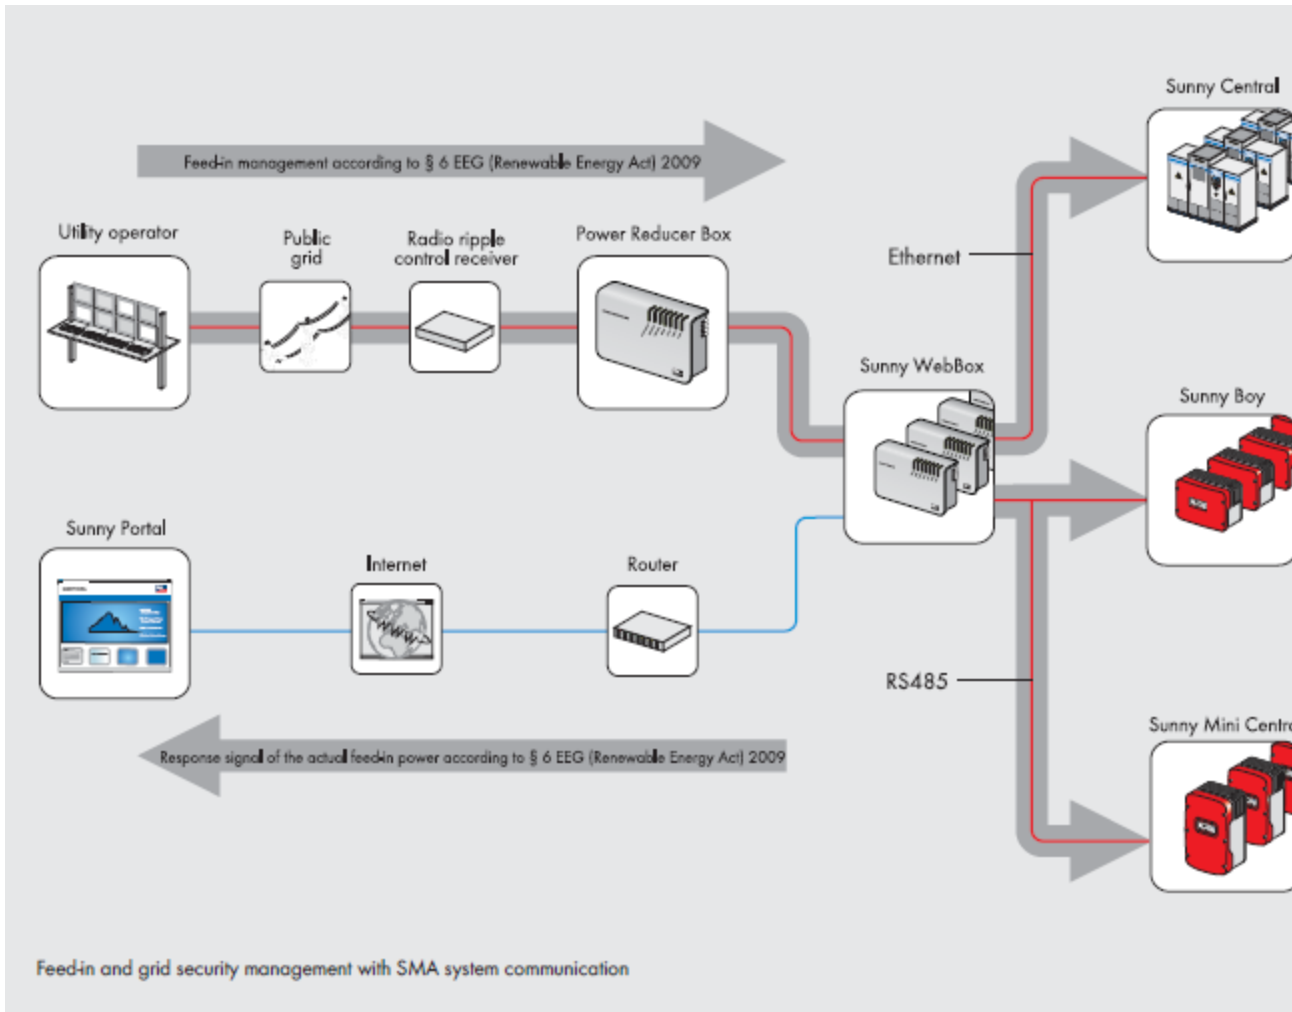 Sunny Central
Feed-in management according to § 6 EEG (Renewable Energy Act) 2009
Utility operator
Public
grid
Radio ripple
control receiver
Power Reducer Box
Ethernet
Sunny WebBox
Sunny Boy
Sunny Portal
Internet
Router
RS485
Sunny Mini Centra
Response signal of the actual feed-in power according to § 6 EEG (Renewable Energy Act) 2009
Feed-in and grid security management with SMA system communication